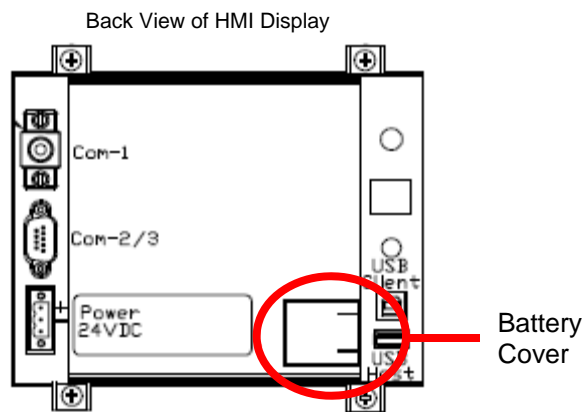 Back View of HMI Display
Com-1
Com-2/3
+
Power
24VDC
USB
Client
USB
Host
Battery
Cover